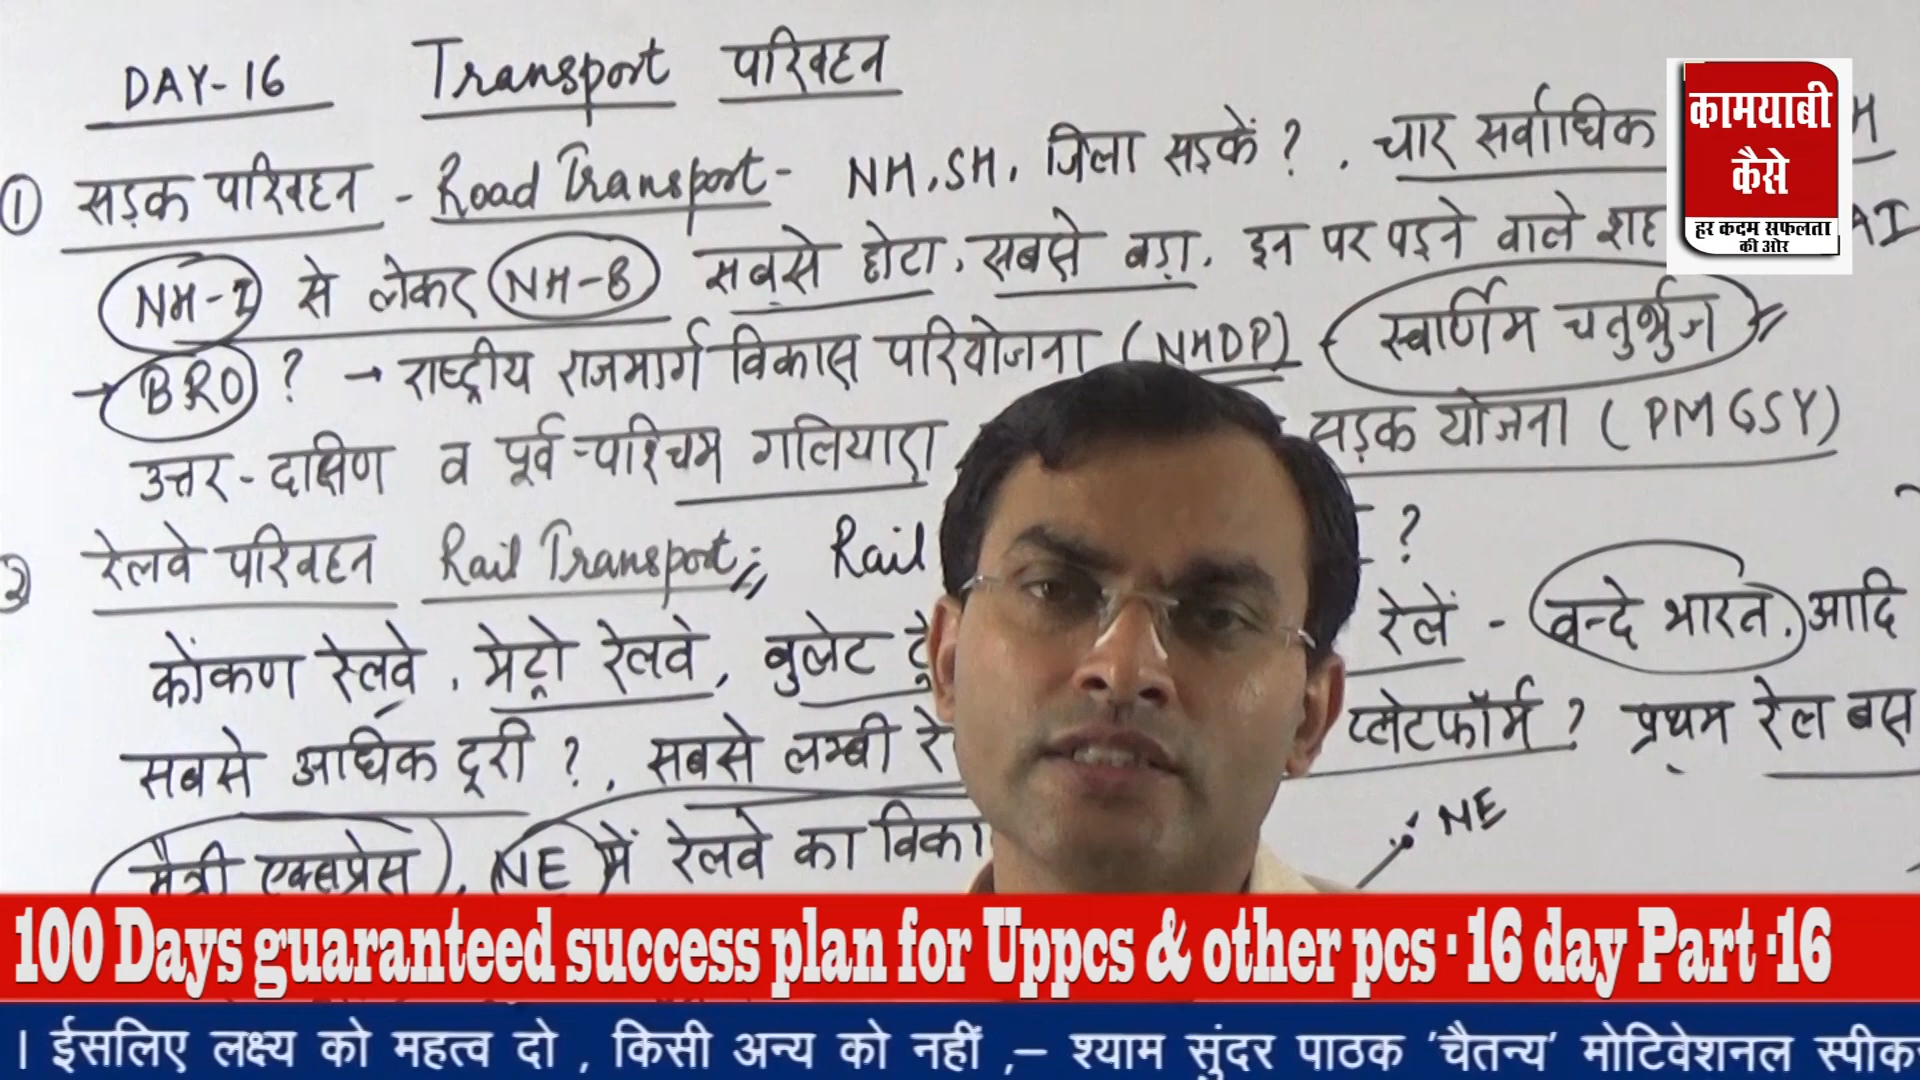 DAY-16 Transport परिवहन
① सड़क परिवहन - Road Transport - NH, SH, जिला सड़कें ? . चार सर्वाधिक
NH-1 से लेकर NH-8 सबसे छोटा, सबसे बड़ा, इन पर पड़ने वाले शह
→ BRO ? → राष्ट्रीय राजमार्ग विकास परियोजना (NHDP) स्वर्णिम चतुर्भुज
उत्तर - दक्षिण व पूर्व - पश्चिम गलियारा सड़क योजना (PMGSY)
२ रेलवे परिवहन Rail Transport; Rail ?
कोंकण रेलवे, मेट्रो रेलवे, बुलेट ट्रे रेलें - वन्दे भारत, आदि
सबसे अधिक दूरी ?, सबसे लम्बी रे प्लेटफॉर्म ? प्रथम रेल बस
मैत्री एक्सप्रेस, NE में रेलवे का विका NE
कामयाबी
कैसे
हर कदम सफलता
की ओर
100 Days guaranteed success plan for Uppcs & other pcs · 16 day Part -16
। ईसलिए लक्ष्य को महत्व दो , किसी अन्य को नहीं ,– श्याम सुंदर पाठक 'चैतन्य' मोटिवेशनल स्पीक